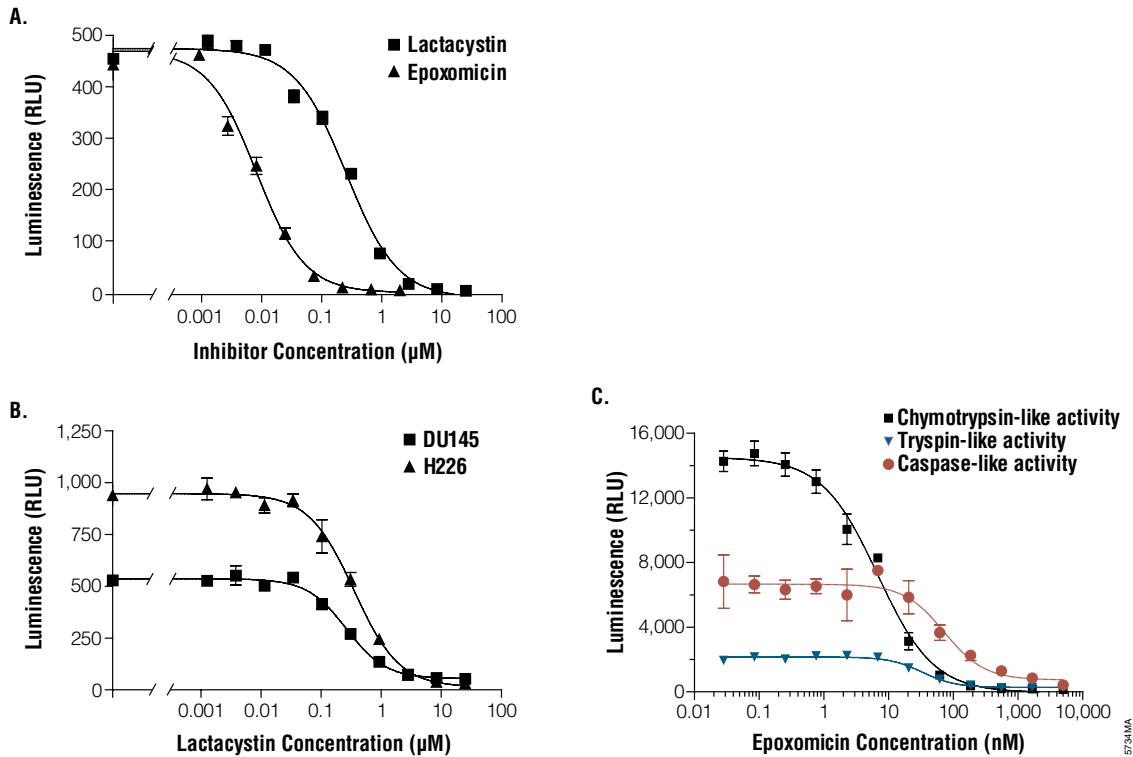 A.
Lactacystin
Epoxomicin
Luminescence (RLU)
500
400
300
200
100
0
0.001 0.01 0.1 1 10 100
Inhibitor Concentration (µM)
B.
DU145
H226
Luminescence (RLU)
1,250
1,000
750
500
250
0
0.001 0.01 0.1 1 10 100
Lactacystin Concentration (µM)
C.
Chymotrypsin-like activity
Tryspin-like activity
Caspase-like activity
Luminescence (RLU)
16,000
12,000
8,000
4,000
0
0.01 0.1 1 10 100 1,000 10,000
Epoxomicin Concentration (nM)
5734MA